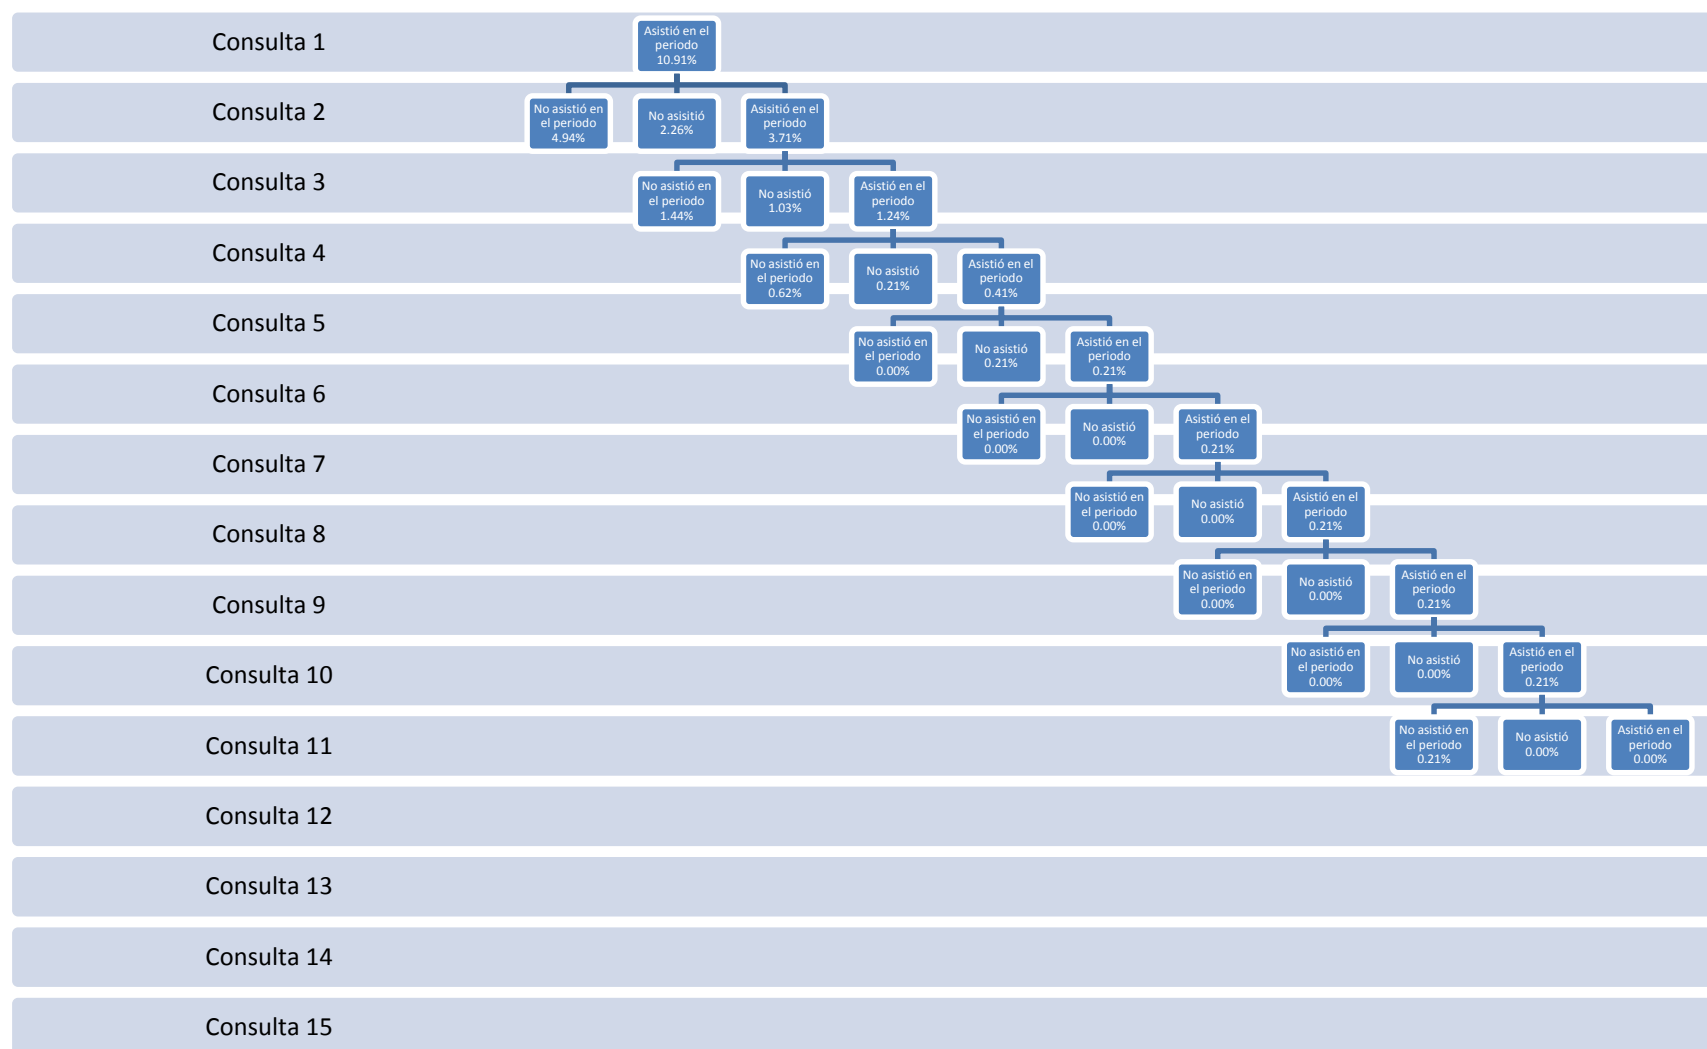 Consulta 1
Asistió en el
periodo
10.91%
Consulta 2
No asistió en
el periodo
4.94%
No asisitió
2.26%
Asisitió en el
periodo
3.71%
Consulta 3
No asistió en
el periodo
1.44%
No asistió
1.03%
Asistió en el
periodo
1.24%
Consulta 4
No asistió en
el periodo
0.62%
No asistió
0.21%
Asistió en el
periodo
0.41%
Consulta 5
No asistió en
el periodo
0.00%
No asistió
0.21%
Asistió en el
periodo
0.21%
Consulta 6
No asistió en
el periodo
0.00%
No asistió
0.00%
Asistió en el
periodo
0.21%
Consulta 7
No asistió en
el periodo
0.00%
No asistió
0.00%
Asistió en el
periodo
0.21%
Consulta 8
No asistió en
el periodo
0.00%
No asistió
0.00%
Asistió en el
periodo
0.21%
Consulta 9
No asistió en
el periodo
0.00%
No asistió
0.00%
Asistió en el
periodo
0.21%
Consulta 10
No asistió en
el periodo
0.21%
No asistió
0.00%
Asistió en el
periodo
0.00%
Consulta 11
Consulta 12
Consulta 13
Consulta 14
Consulta 15